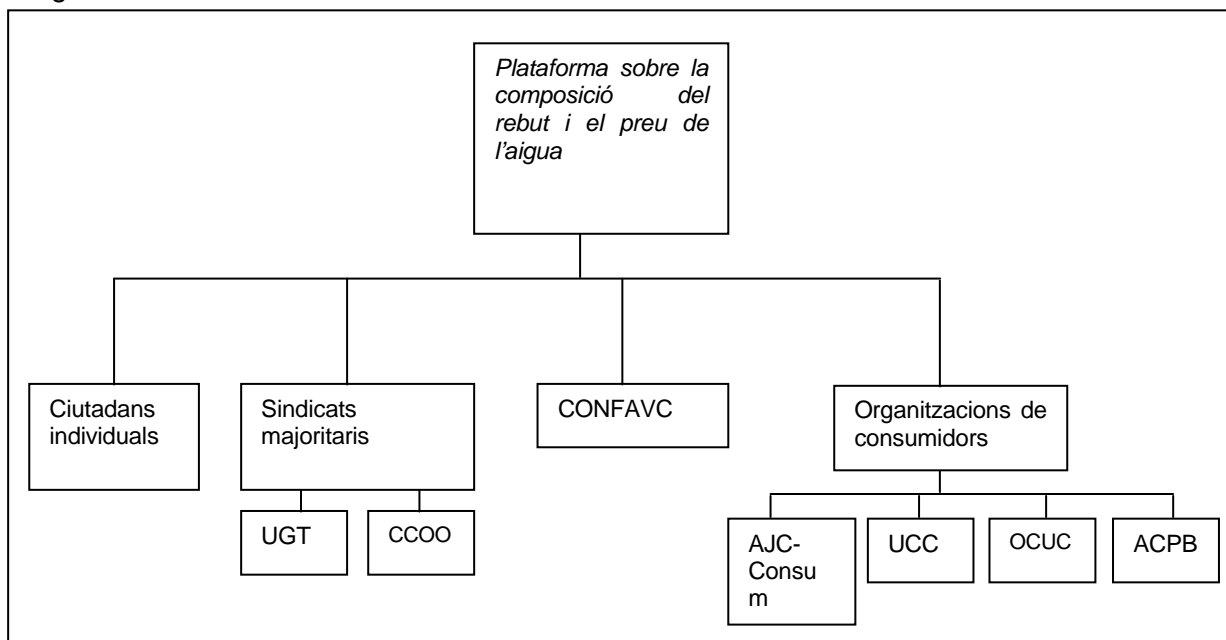 Plataforma sobre la
composició del
rebut i el preu de
l'aigua
Ciutadans
individuals
Sindicats
majoritaris
CONFAVC
Organitzacions de
consumidors
UGT
CCOO
AJC-
Consu
m
UCC
OCUC
ACPB